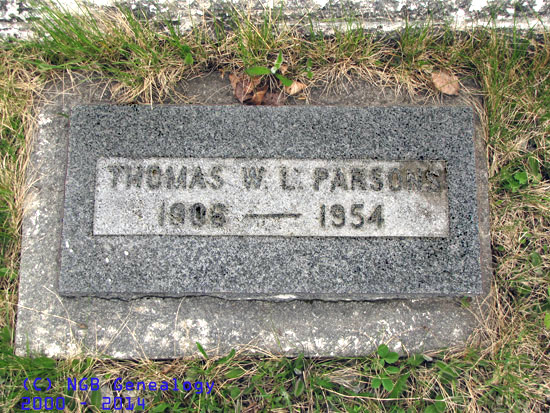 THOMAS W. L. PARSONS
1906 — 1954
(C) NGB Genealogy
2000 - 2014